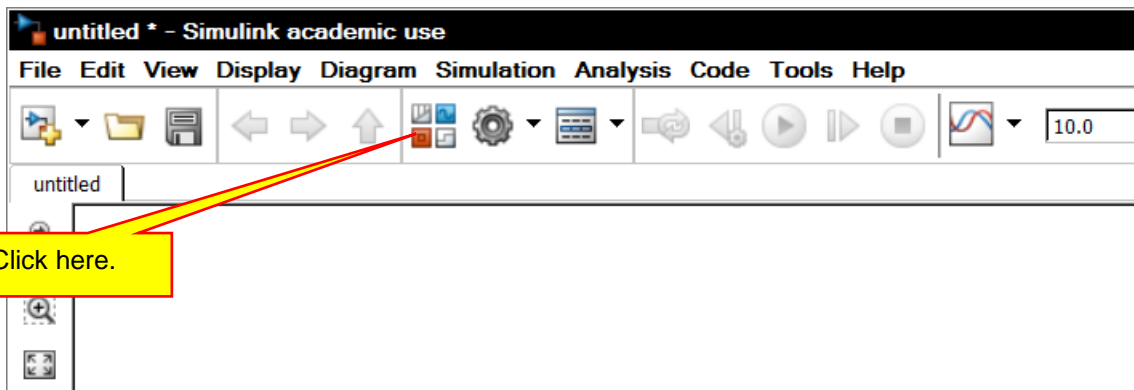 untitled * - Simulink academic use
File Edit View Display Diagram Simulation Analysis Code Tools Help
10.0
untitled
Click here.